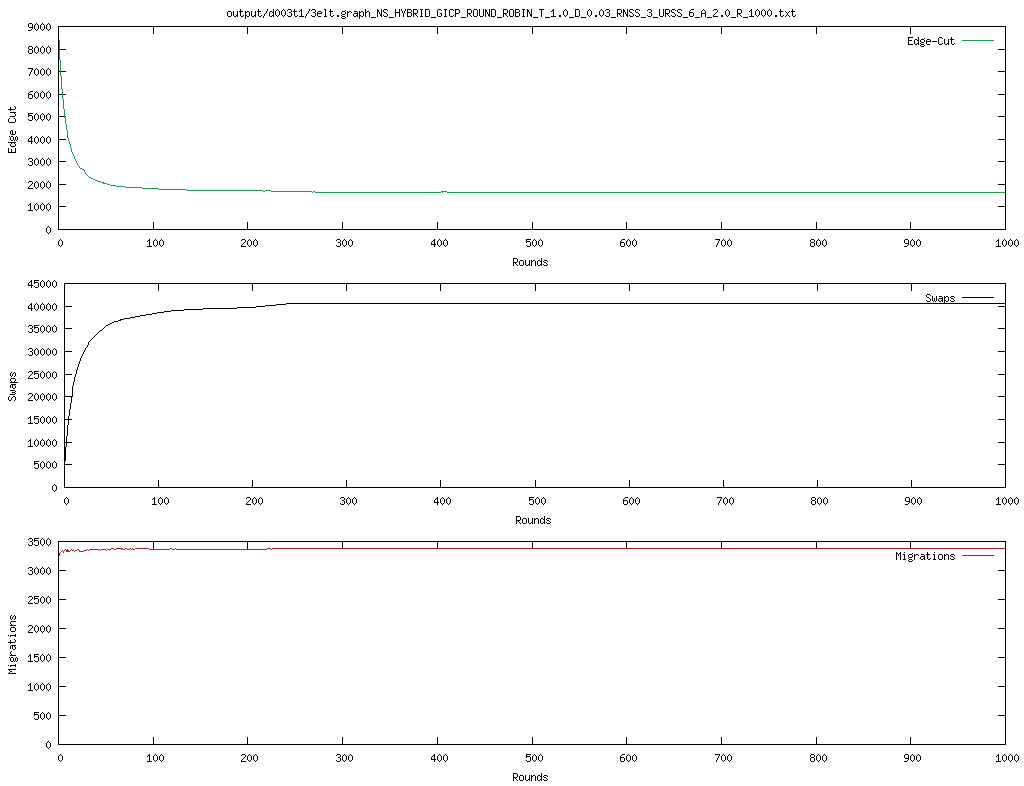 output/d003t1/3elt.graph_NS_HYBRID_GICP_ROUND_ROBIN_T_1.0_D_0.03_RNSS_3_URSS_6_A_2.0_R_1000.txt
9000
8000
7000
6000
5000
4000
3000
2000
1000
0
Edge Cut
Edge-Cut
0 100 200 300 400 500 600 700 800 900 1000
Rounds
45000
40000
35000
30000
25000
20000
15000
10000
5000
0
Swaps
Swaps
0 100 200 300 400 500 600 700 800 900 1000
Rounds
3500
3000
2500
2000
1500
1000
500
0
Migrations
Migrations
0 100 200 300 400 500 600 700 800 900 1000
Rounds